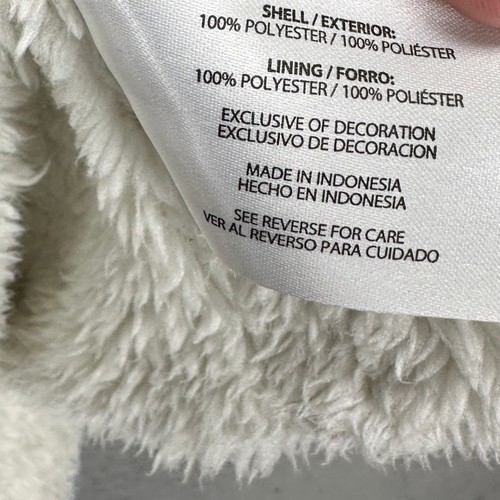 SHELL / EXTERIOR:
100% POLYESTER / 100% POLIÉSTER
LINING / FORRO:
100% POLYESTER / 100% POLIÉSTER
EXCLUSIVE OF DECORATION
EXCLUSIVO DE DECORACION
MADE IN INDONESIA
HECHO EN INDONESIA
SEE REVERSE FOR CARE
VER AL REVERSO PARA CUIDADO